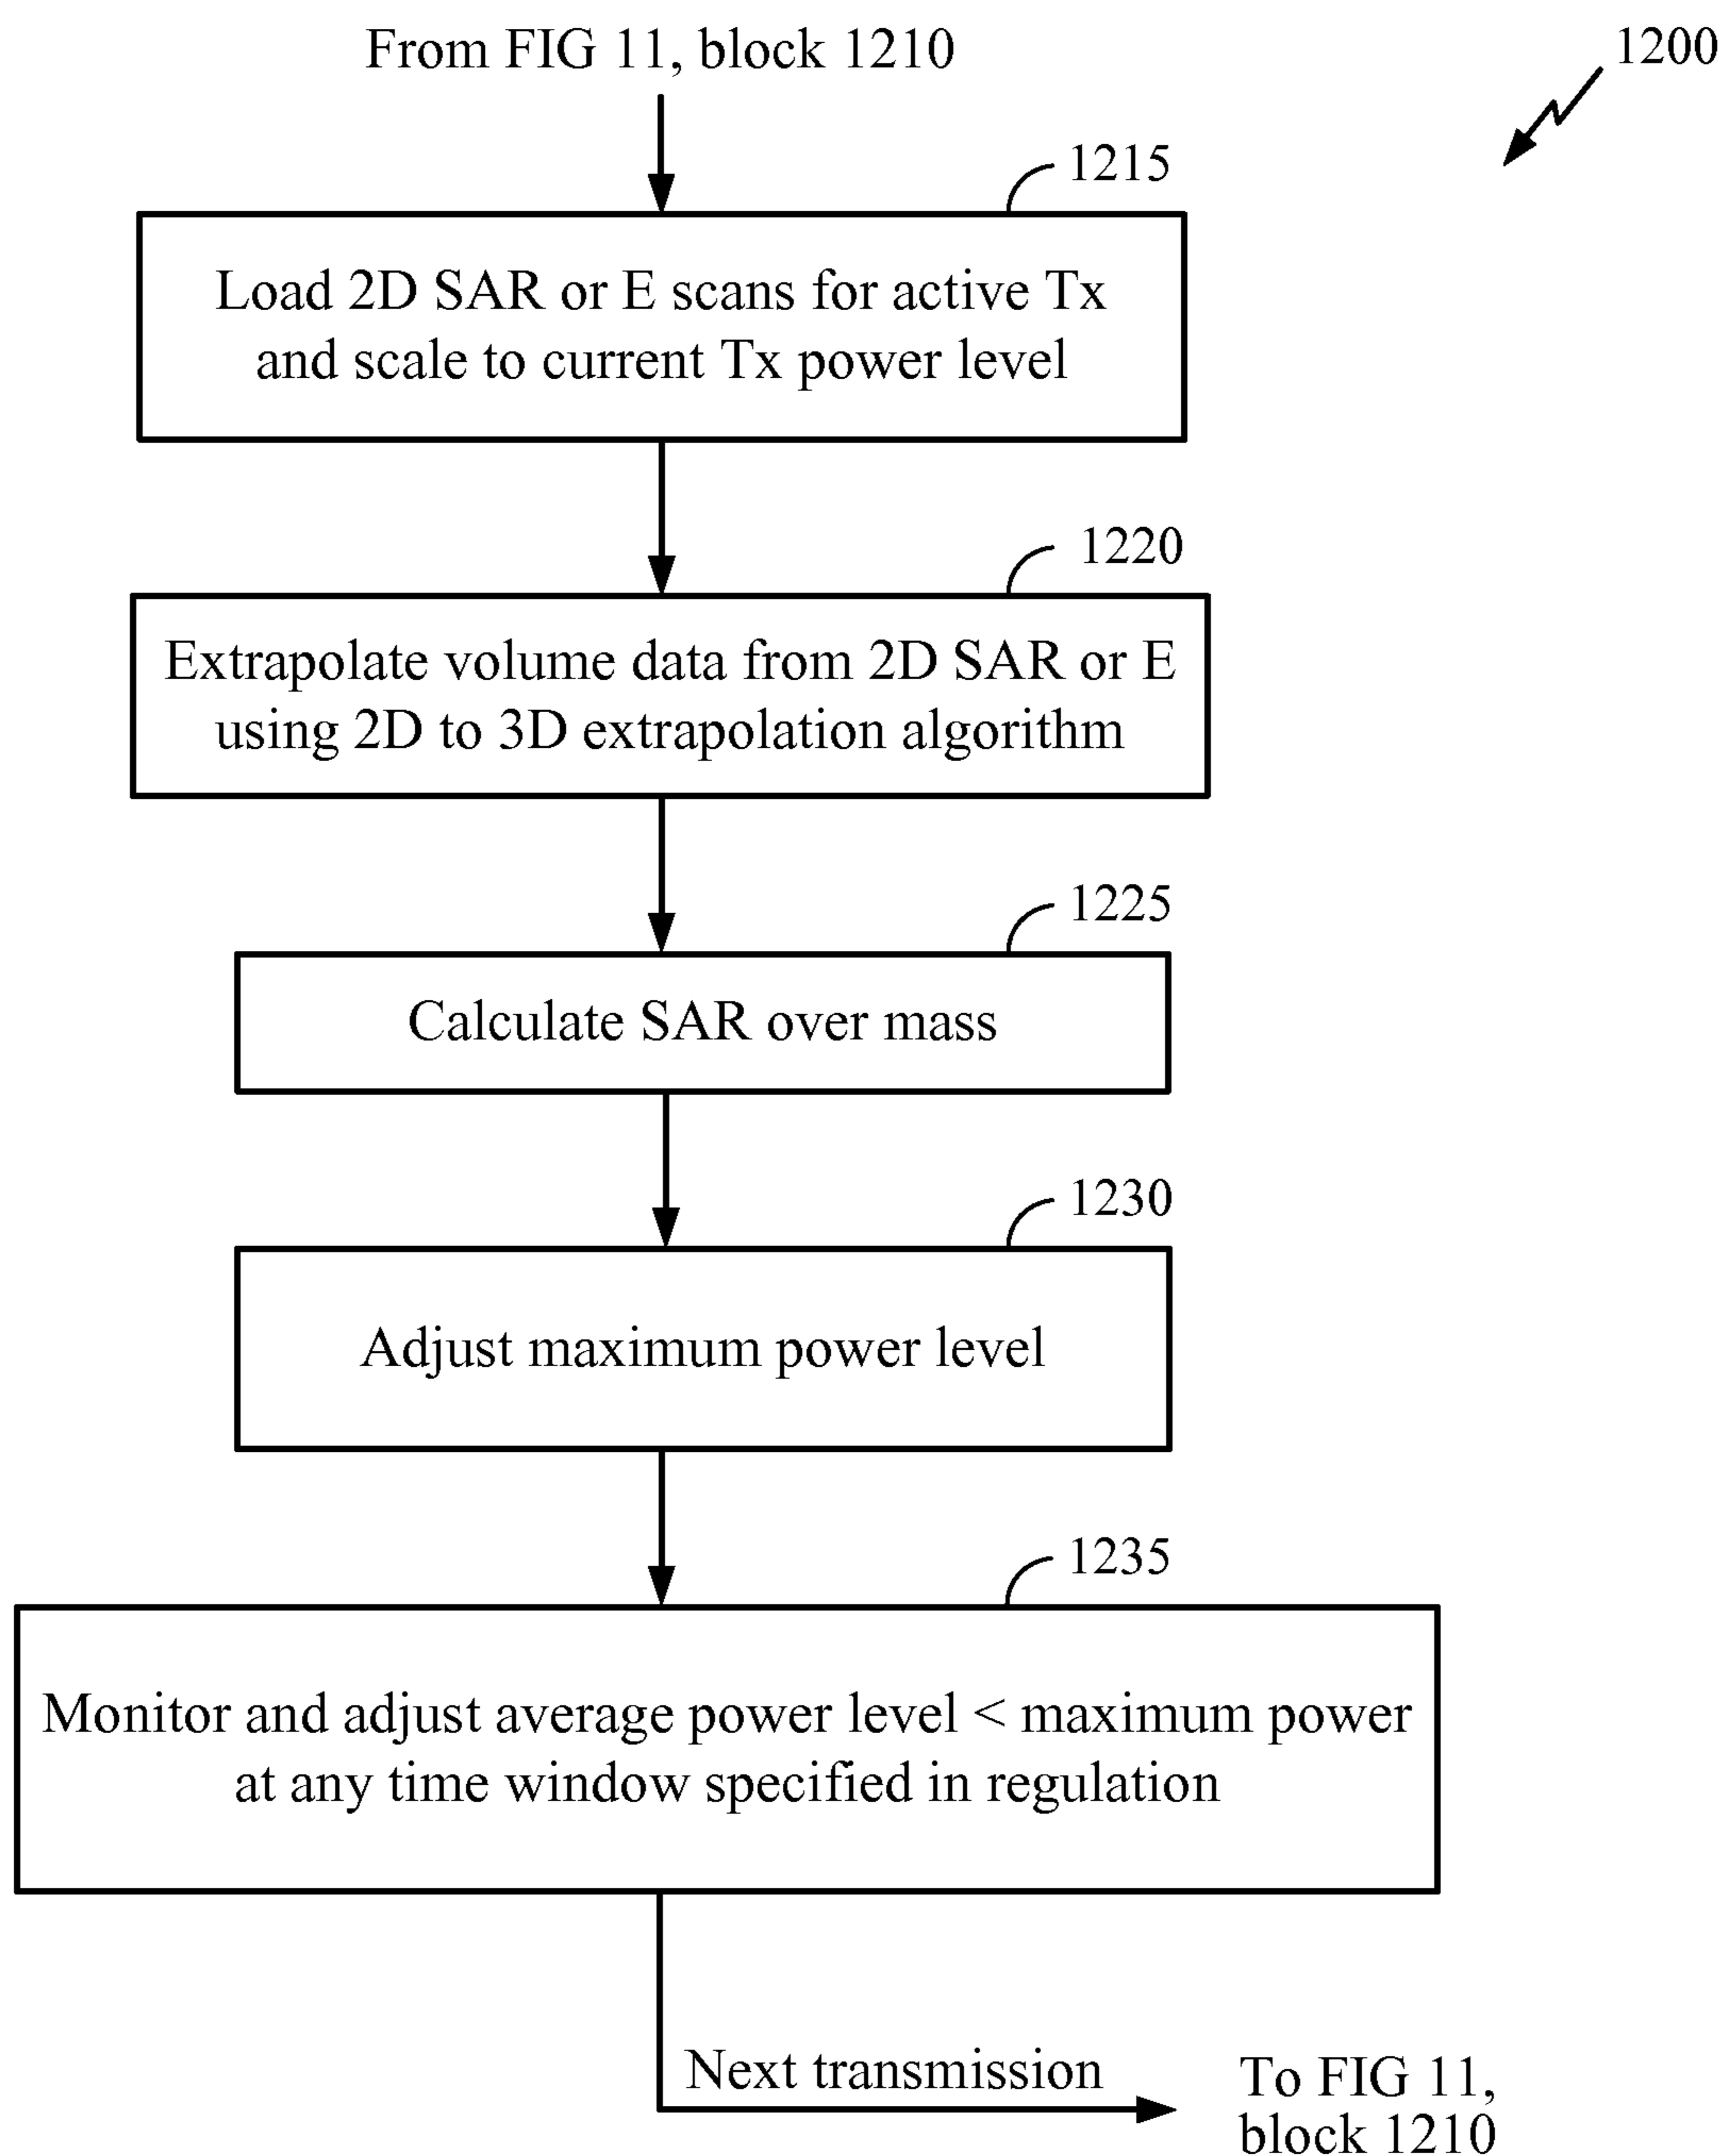 From FIG 11, block 1210
1200
1215
Load 2D SAR or E scans for active Tx
and scale to current Tx power level
1220
Extrapolate volume data from 2D SAR or E
using 2D to 3D extrapolation algorithm
1225
Calculate SAR over mass
1230
Adjust maximum power level
1235
Monitor and adjust average power level < maximum power
at any time window specified in regulation
Next transmission
To FIG 11,
block 1210